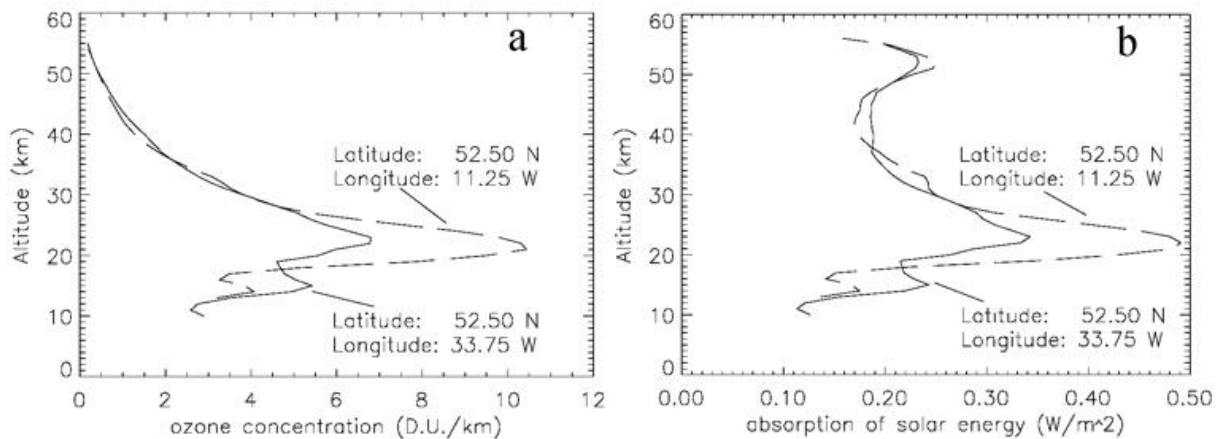 a
60
50
40
30
20
10
0
Altitude (km)
Latitude: 52.50 N
Longitude: 11.25 W
Latitude: 52.50 N
Longitude: 33.75 W
0 2 4 6 8 10 12
ozone concentration (D.U./km)
b
60
50
40
30
20
10
0
Altitude (km)
Latitude: 52.50 N
Longitude: 11.25 W
Latitude: 52.50 N
Longitude: 33.75 W
0.00 0.10 0.20 0.30 0.40 0.50
absorption of solar energy (W/m^2)